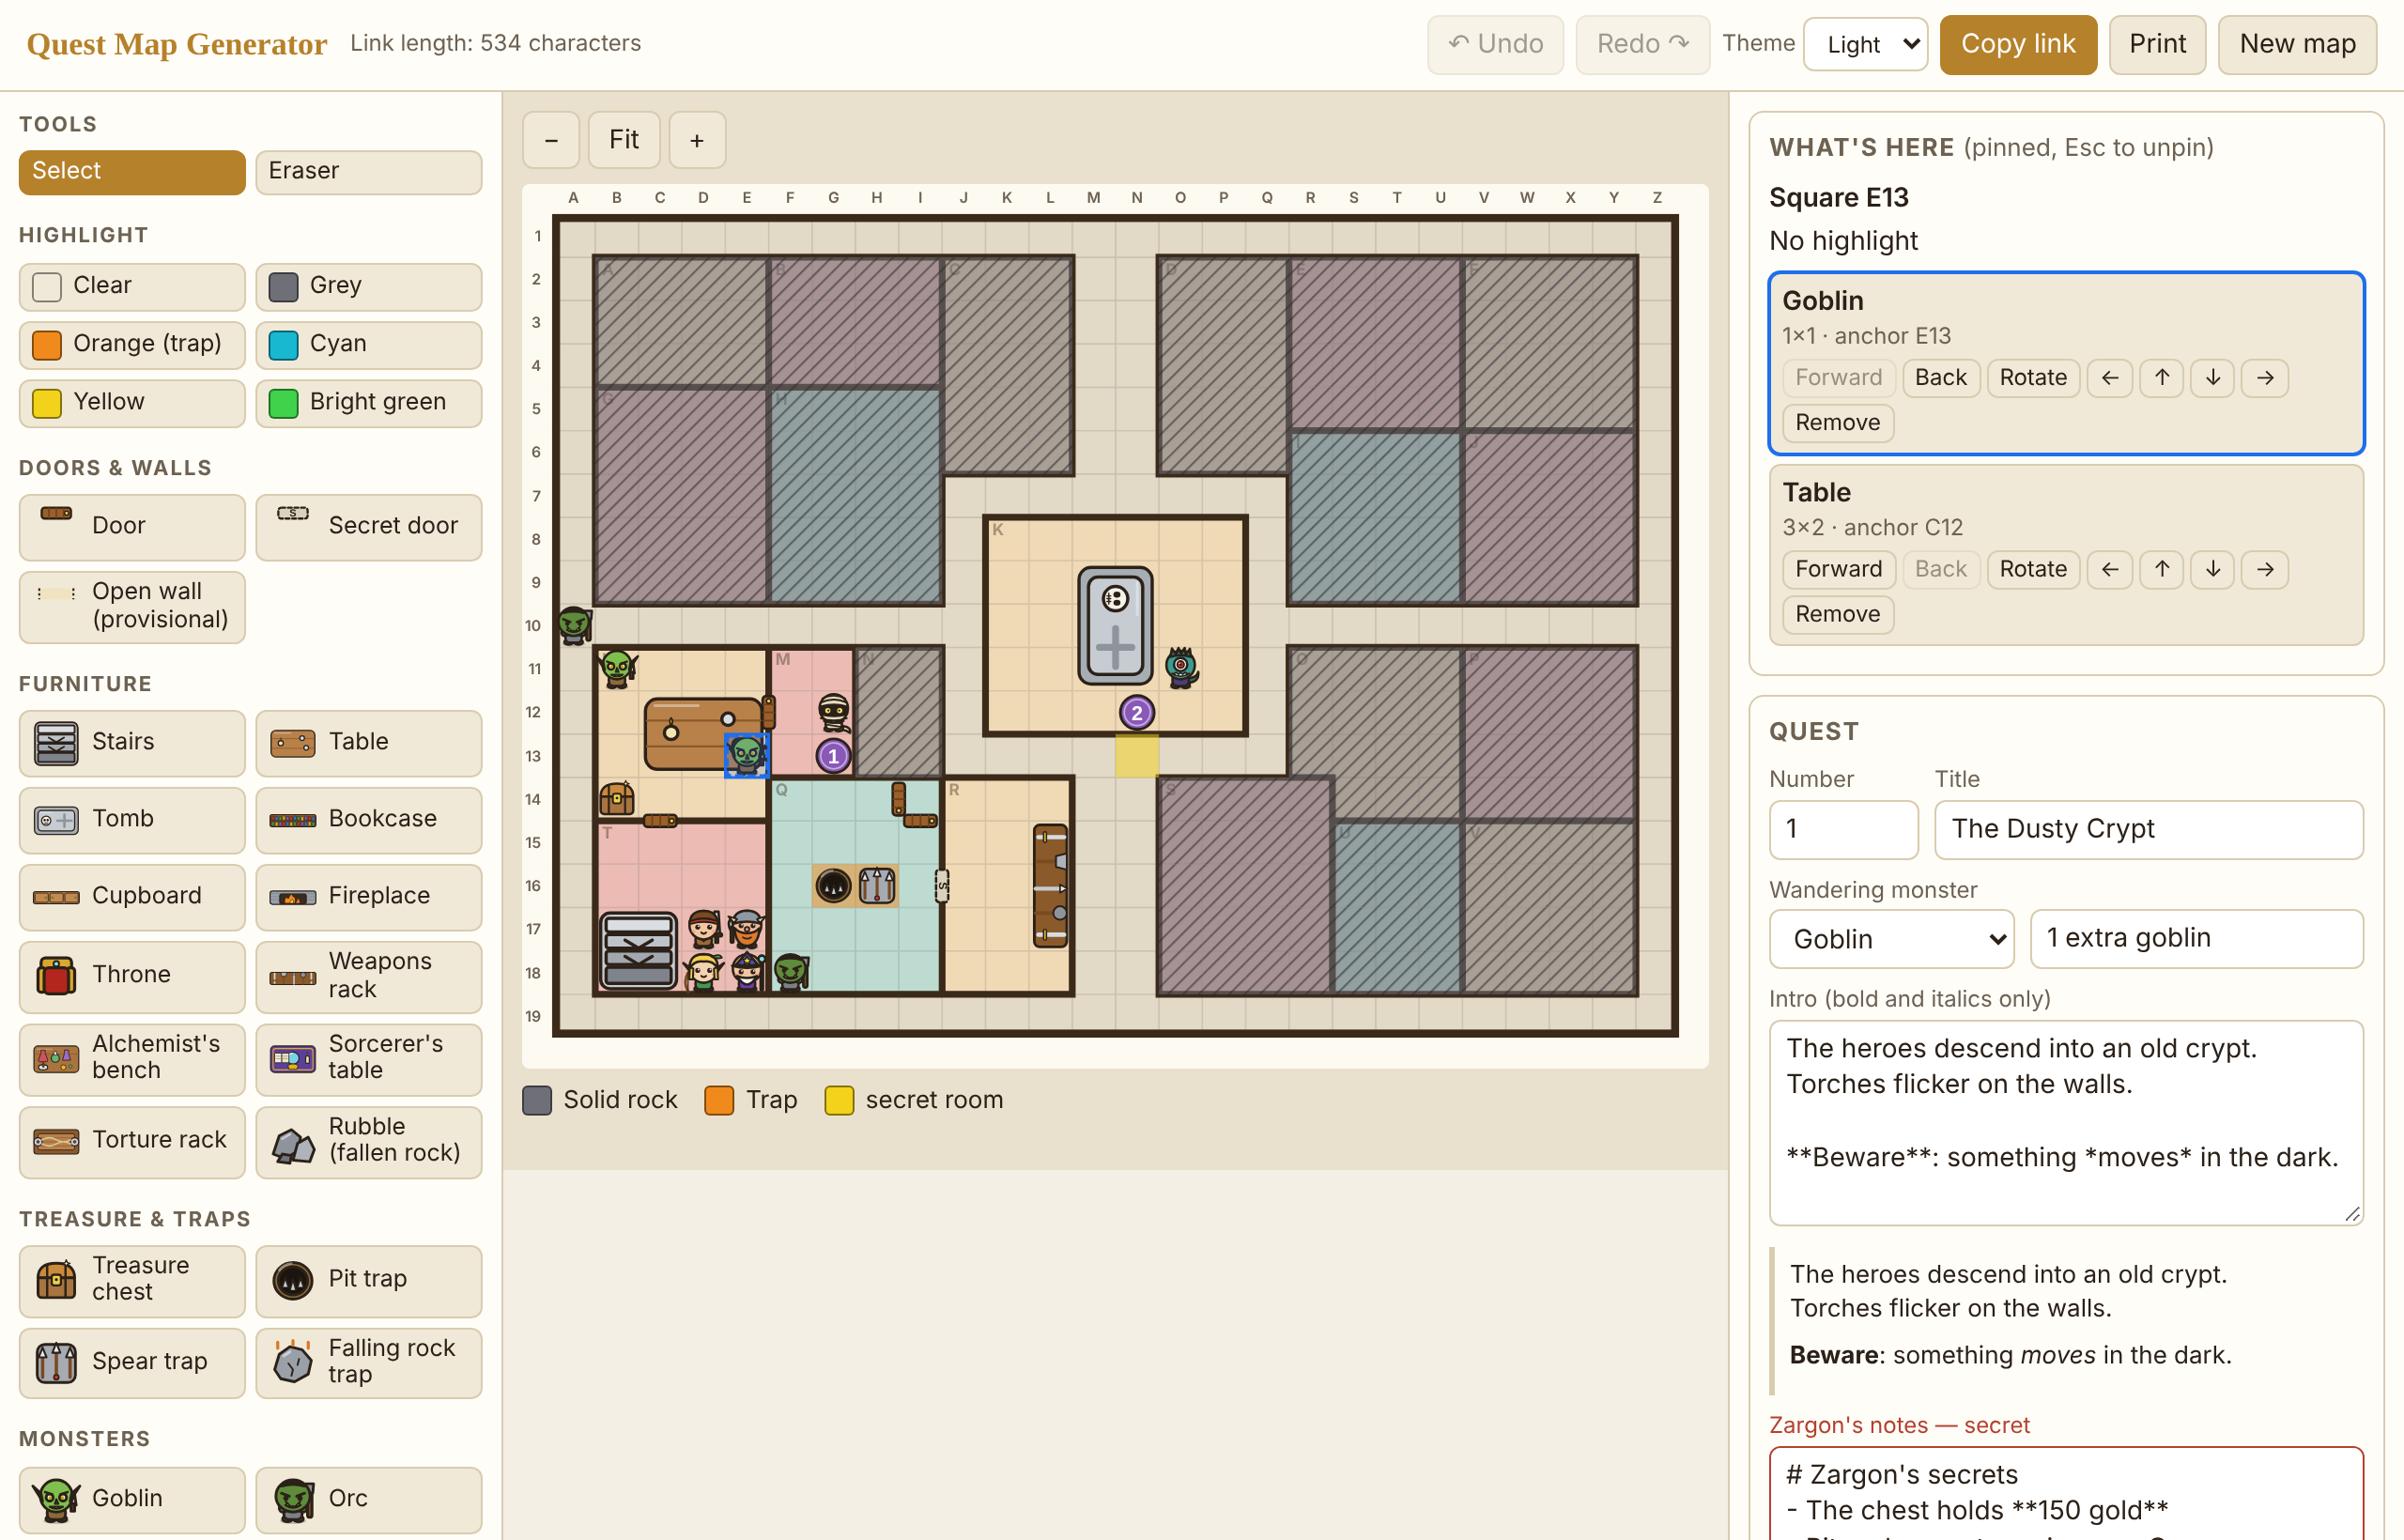 Quest Map Generator
Link length: 534 characters
↶ Undo
Redo ↷
Theme
Light
Copy link
Print
New map
TOOLS
Select
Eraser
HIGHLIGHT
Clear
Grey
Orange (trap)
Cyan
Yellow
Bright green
DOORS & WALLS
Door
Secret door
Open wall
(provisional)
FURNITURE
Stairs
Table
Tomb
Bookcase
Cupboard
Fireplace
Throne
Weapons
rack
Alchemist's
bench
Sorcerer's
table
Torture rack
Rubble
(fallen rock)
TREASURE & TRAPS
Treasure
chest
Pit trap
Spear trap
Falling rock
trap
MONSTERS
Goblin
Orc
−
Fit
+
A B C D E F G H I J K L M N O P Q R S T U V W X Y Z
1
2
3
4
5
6
7
8
9
10
11
12
13
14
15
16
17
18
19
A
B
C
D
E
F
G
H
J
K
M
N
P
Q
R
S
T
U
V
1
2
S
Solid rock
Trap
secret room
WHAT'S HERE (pinned, Esc to unpin)
Square E13
No highlight
Goblin
1×1 · anchor E13
Forward
Back
Rotate
←
↑
↓
→
Remove
Table
3×2 · anchor C12
Forward
Back
Rotate
←
↑
↓
→
Remove
QUEST
Number
Title
1
The Dusty Crypt
Wandering monster
Goblin
1 extra goblin
Intro (bold and italics only)
The heroes descend into an old crypt.
Torches flicker on the walls.
**Beware**: something *moves* in the dark.
The heroes descend into an old crypt.
Torches flicker on the walls.
Beware: something moves in the dark.
Zargon's notes — secret
# Zargon's secrets
- The chest holds **150 gold**